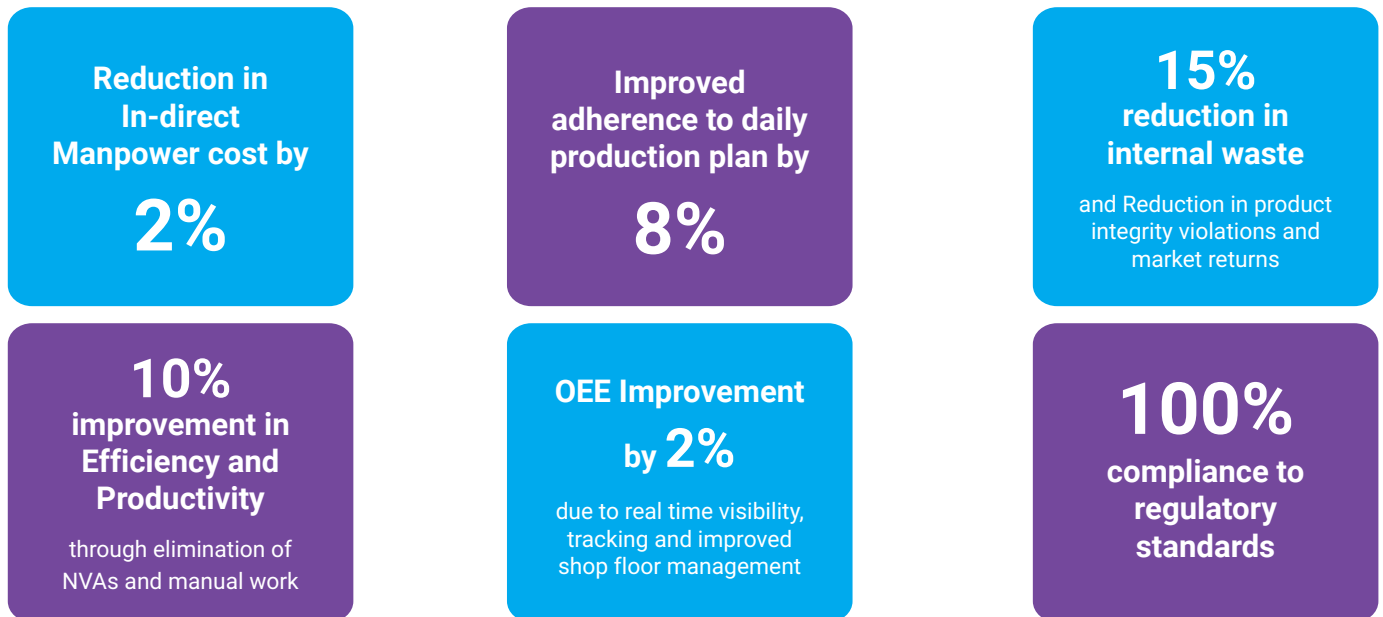 Reduction in
In-direct
Manpower cost by
2%
Improved
adherence to daily
production plan by
8%
15%
reduction in
internal waste
and Reduction in product
integrity violations and
market returns
10%
improvement in
Efficiency and
Productivity
through elimination of
NVAs and manual work
OEE Improvement
by 2%
due to real time visibility,
tracking and improved
shop floor management
100%
compliance to
regulatory
standards